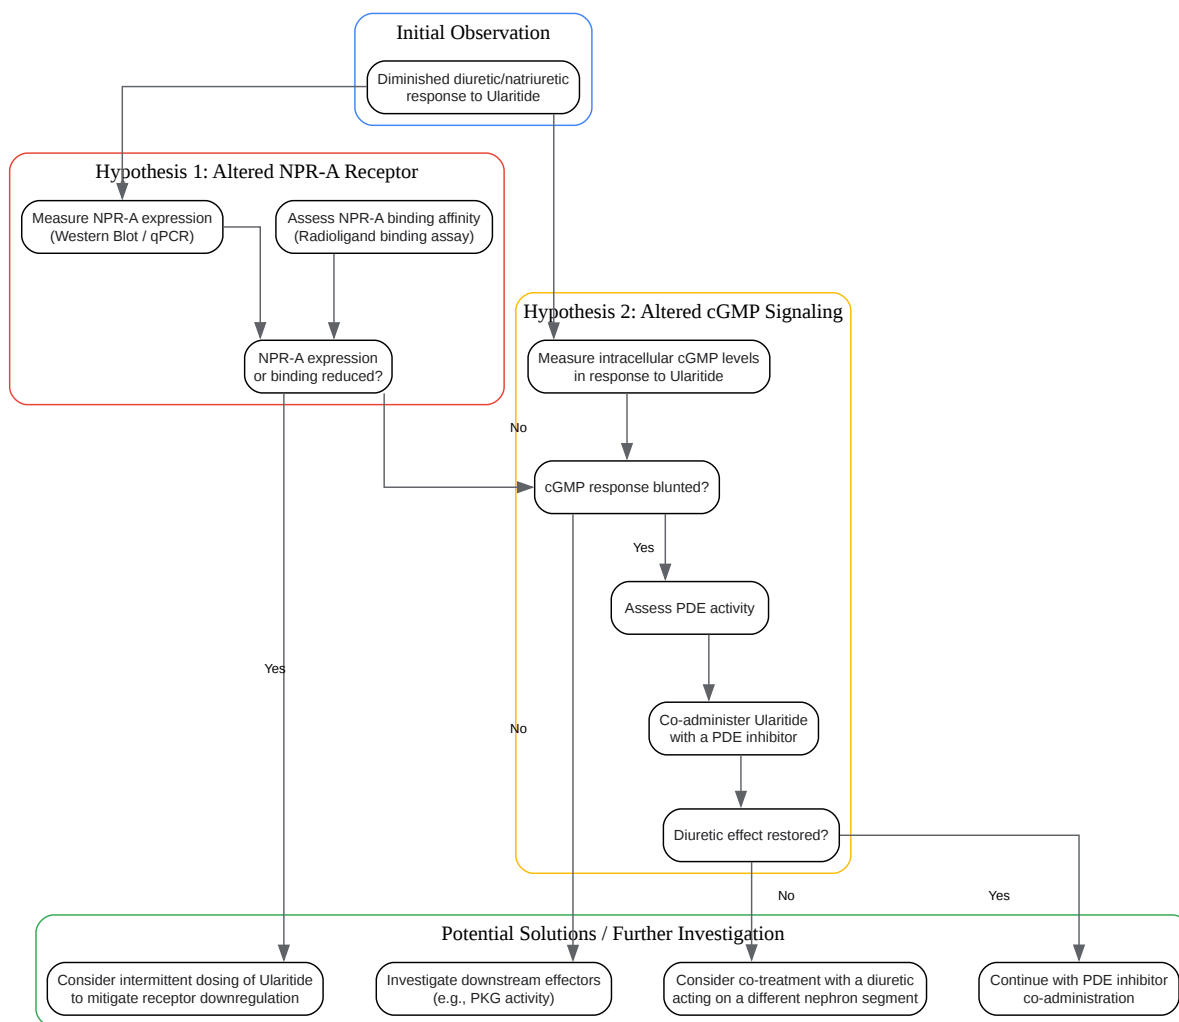 Initial Observation
Diminished diuretic/natriuretic
response to Ularitide
Hypothesis 1: Altered NPR-A Receptor
Measure NPR-A expression
(Western Blot / qPCR)
Assess NPR-A binding affinity
(Radioligand binding assay)
NPR-A expression
or binding reduced?
Hypothesis 2: Altered cGMP Signaling
Measure intracellular cGMP levels
in response to Ularitide
No
cGMP response blunted?
Yes
Assess PDE activity
Yes
Co-administer Ularitide
with a PDE inhibitor
No
Diuretic effect restored?
No
Yes
Potential Solutions / Further Investigation
Consider intermittent dosing of Ularitide
to mitigate receptor downregulation
Investigate downstream effectors
(e.g., PKG activity)
Consider co-treatment with a diuretic
acting on a different nephron segment
Continue with PDE inhibitor
co-administration